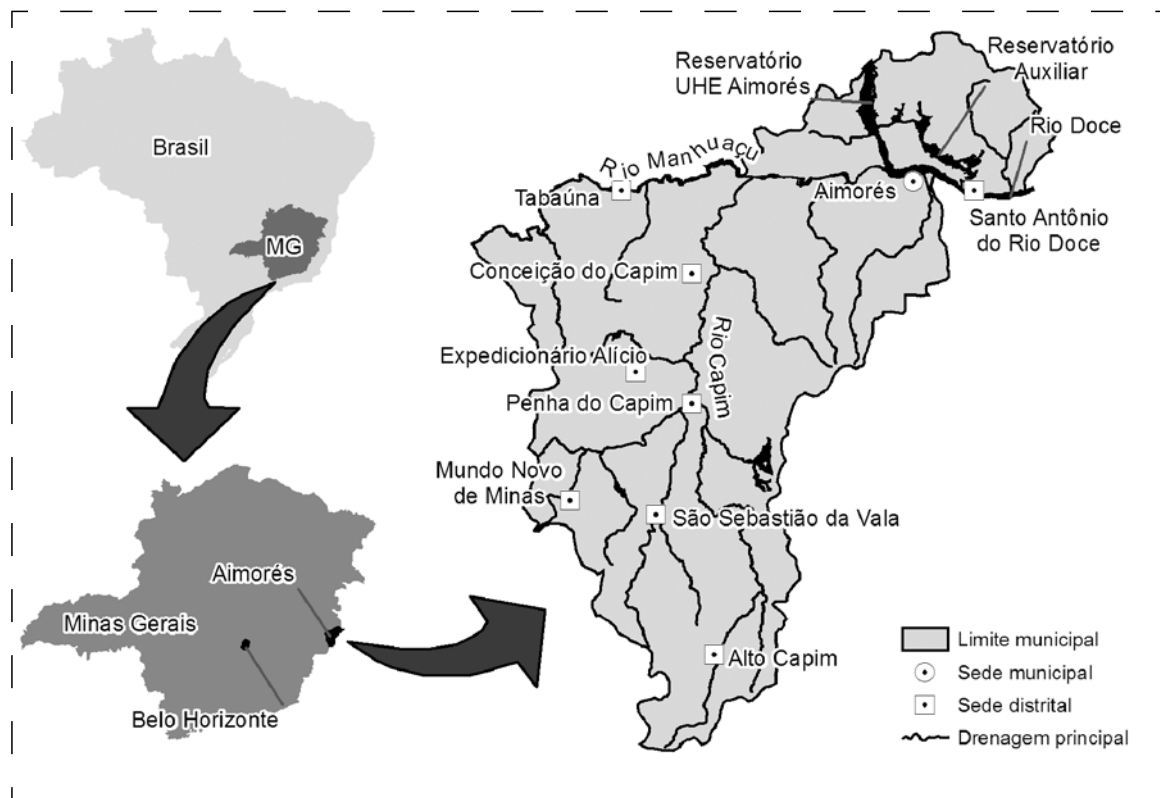 Brasil
MG
Reservatório
UHE Aimorés
Reservatório
Auxiliar
Rio Doce
Rio Manhuaçu
Tabaúna
Aimorés
Santo Antônio
do Rio Doce
Conceição do Capim
Rio Capim
Expedicionário Alício
Penha do Capim
Mundo Novo
de Minas
São Sebastião da Vala
Alto Capim
Aimorés
Minas Gerais
Belo Horizonte
Limite municipal
Sede municipal
Sede distrital
Drenagem principal